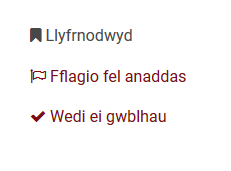 Llyfrnodwyd
Fflagio fel anaddas
Wedi ei gwblhau